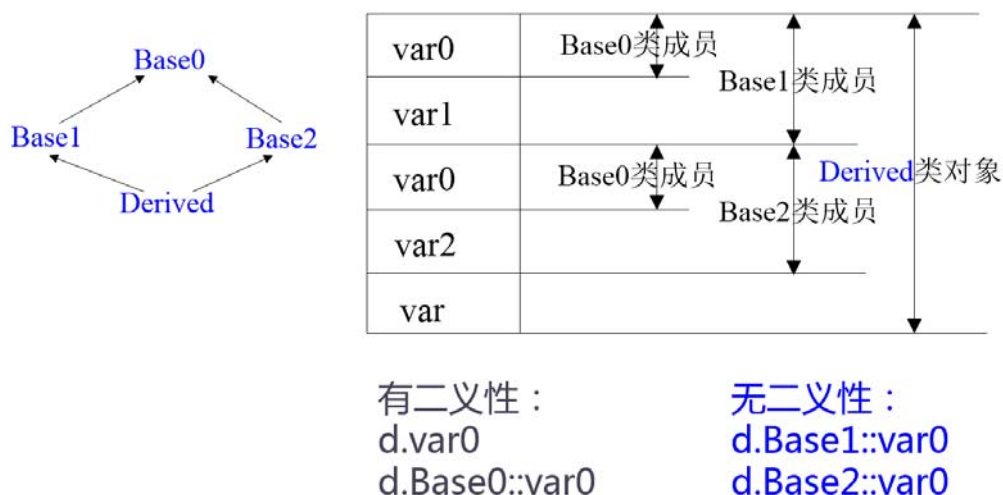 Base0
Base1
Base2
Derived
var0
Base0类成员
Base1类成员
var1
var0
Base0类成员
Derived类对象
Base2类成员
var2
var
有二义性：
d.var0
d.Base0::var0
无二义性：
d.Base1::var0
d.Base2::var0